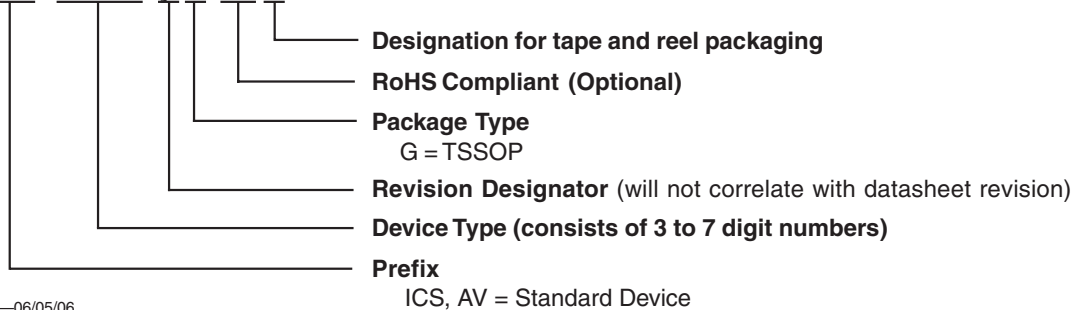 Designation for tape and reel packaging
RoHS Compliant (Optional)
Package Type
G = TSSOP
Revision Designator (will not correlate with datasheet revision)
Device Type (consists of 3 to 7 digit numbers)
Prefix
ICS, AV = Standard Device
—06/05/06